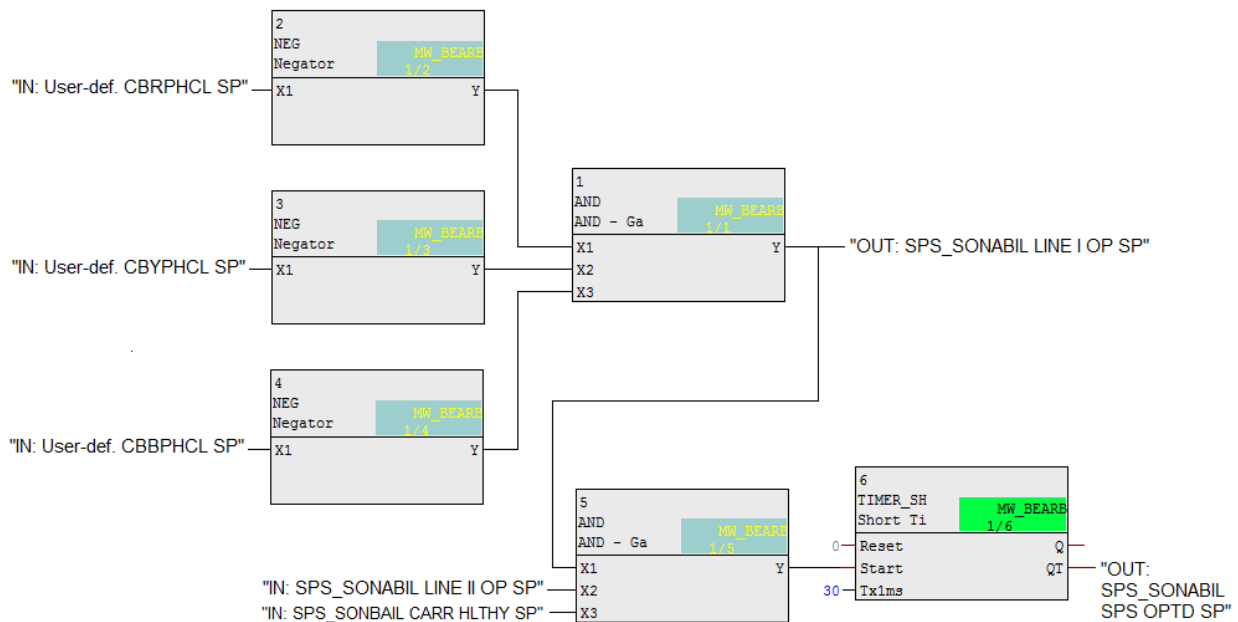 2
NEG
Negator
MW_BEARB
1/2
"IN: User-def. CBRPHCL SP"
X1 Y
3
NEG
Negator
MW_BEARB
1/3
"IN: User-def. CBYPHCL SP"
X1 Y
4
NEG
Negator
MW_BEARB
1/4
"IN: User-def. CBBPHCL SP"
X1 Y
1
AND
AND - Ga
MW_BEARB
1/1
X1 Y
X2
X3
"OUT: SPS_SONABIL LINE I OP SP"
5
AND
AND - Ga
MW_BEARB
1/5
X1 Y
"IN: SPS_SONABIL LINE II OP SP"
X2
"IN: SPS_SONBAIL CARR HLTHY SP"
X3
6
TIMER_SH
Short Ti
MW_BEARB
1/6
0 Reset Q
Start QT
30 Tx1ms
"OUT:
SPS_SONABIL
SPS OPTD SP"